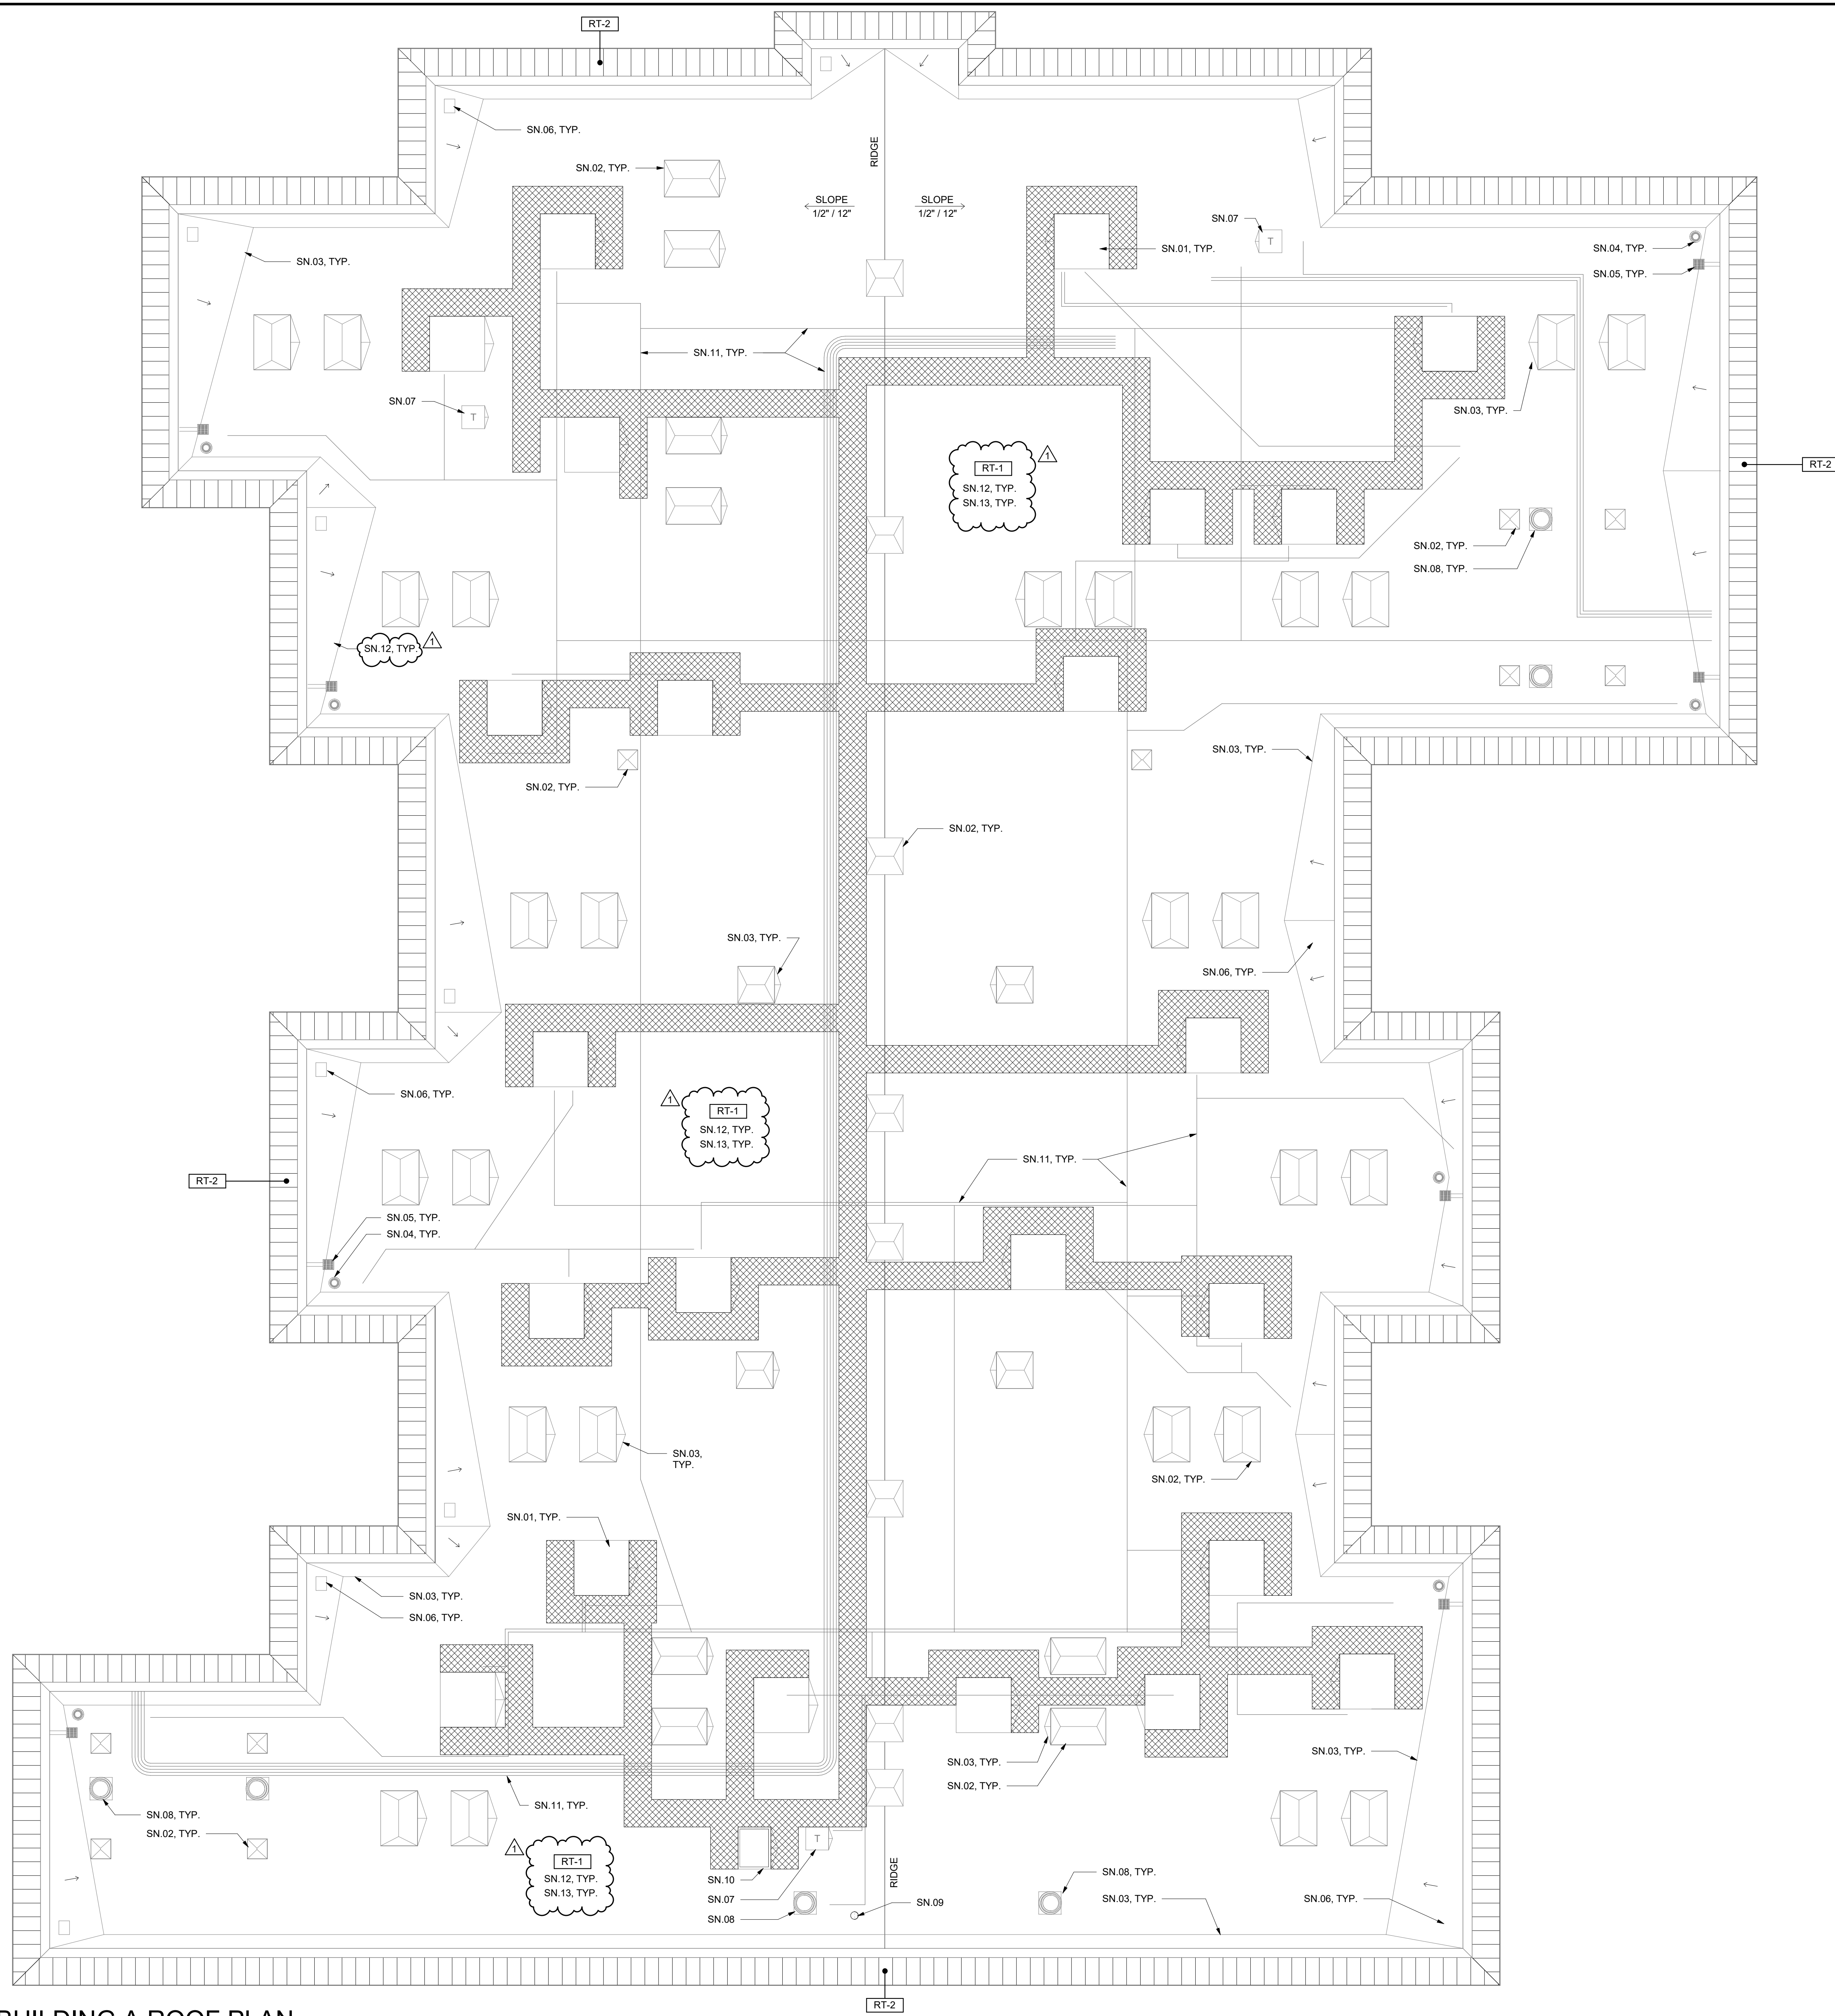 RT-2
SN.06, TYP.
SN.02, TYP.
RIDGE
SLOPE
1/2" / 12"
SLOPE
1/2" / 12"
SN.07
T
SN.01, TYP.
SN.04, TYP.
SN.05, TYP.
SN.03, TYP.
SN.11, TYP.
SN.07
T
SN.03, TYP.
1
RT-1
SN.12, TYP.
SN.13, TYP.
RT-2
SN.02, TYP.
SN.08, TYP.
SN.12, TYP.
1
SN.03, TYP.
SN.02, TYP.
SN.02, TYP.
SN.03, TYP.
SN.06, TYP.
SN.06, TYP.
1
RT-1
SN.12, TYP.
SN.13, TYP.
SN.11, TYP.
RT-2
SN.05, TYP.
SN.04, TYP.
SN.03,
TYP.
SN.02, TYP.
SN.01, TYP.
SN.03, TYP.
SN.06, TYP.
SN.03, TYP.
SN.03, TYP.
SN.02, TYP.
SN.11, TYP.
SN.08, TYP.
SN.02, TYP.
1
RT-1
SN.12, TYP.
SN.13, TYP.
T
SN.10
SN.07
SN.08
RIDGE
SN.09
SN.08, TYP.
SN.03, TYP.
SN.06, TYP.
RT-2
BUILDING A ROOF PLAN